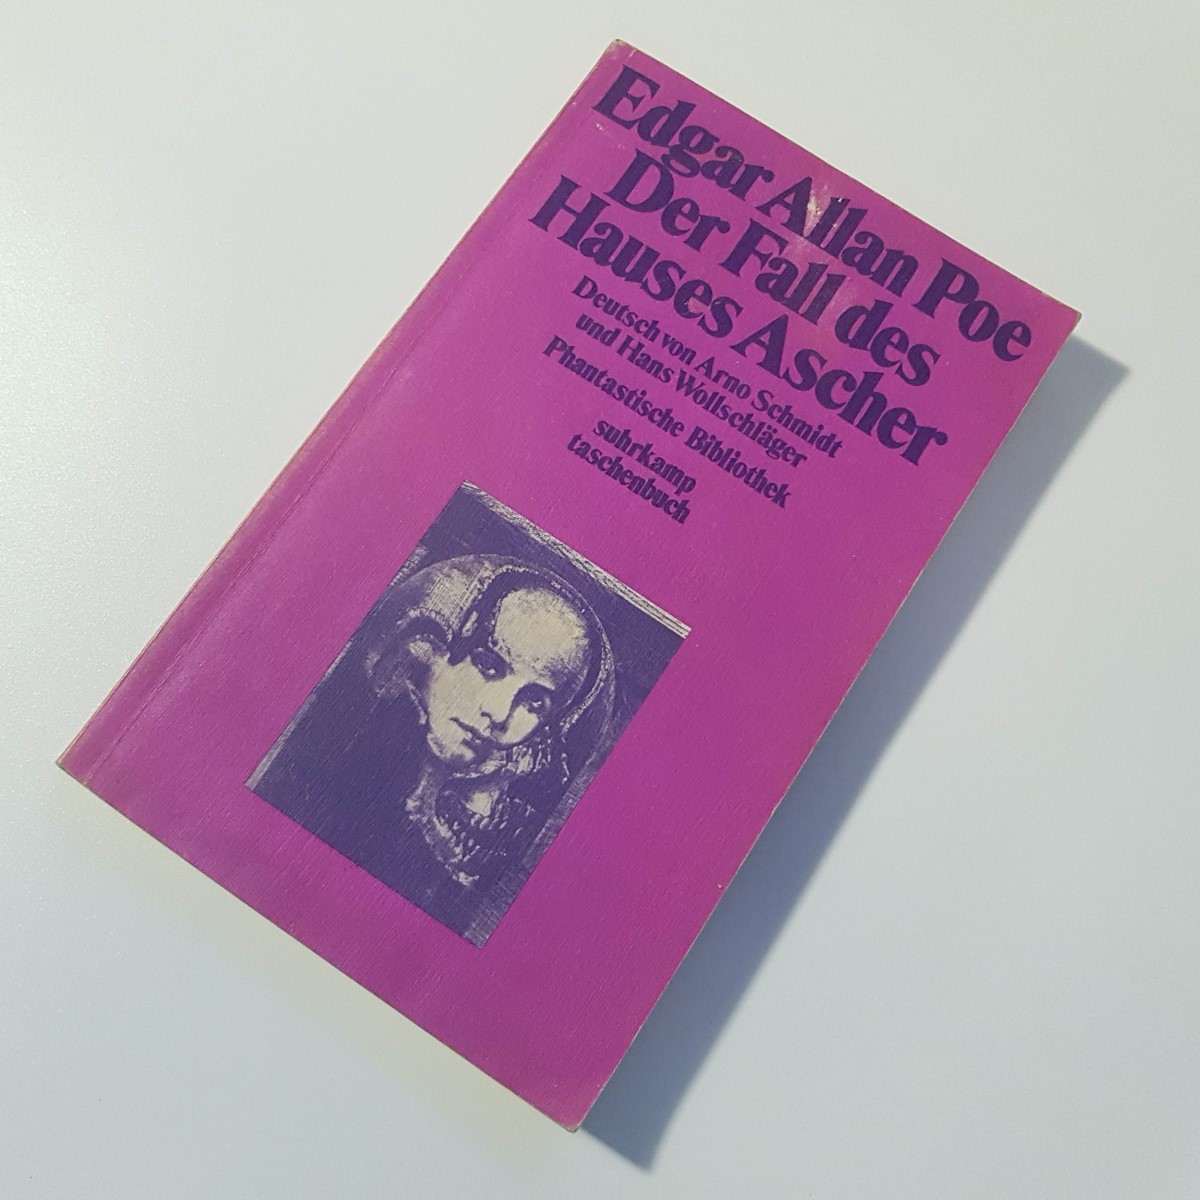 Edgar Allan Poe
Der Fall des
Hauses Ascher
Deutsch von Arno Schmidt
und Hans Wollschläger
Phantastische Bibliothek
suhrkamp
taschenbuch